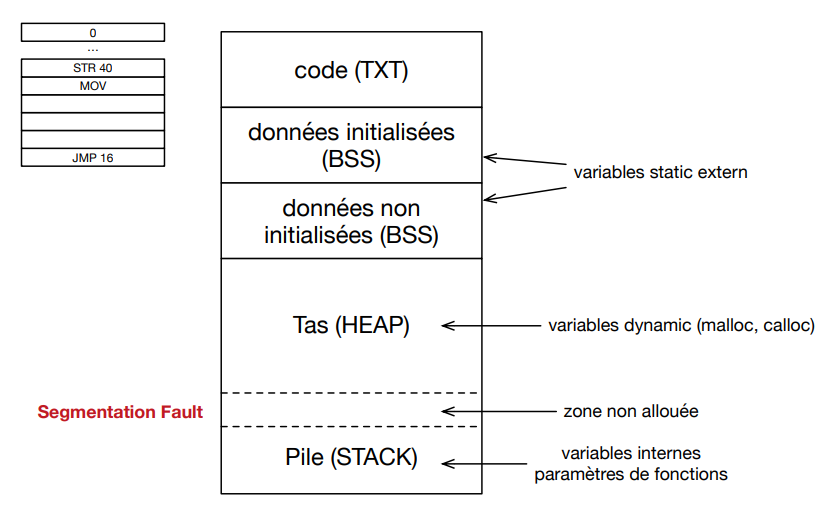 0
...
STR 40
MOV
JMP 16
code (TXT)
données initialisées
(BSS)
données non
initialisées (BSS)
variables static extern
Tas (HEAP)
variables dynamic (malloc, calloc)
Segmentation Fault
zone non allouée
Pile (STACK)
variables internes
paramètres de fonctions